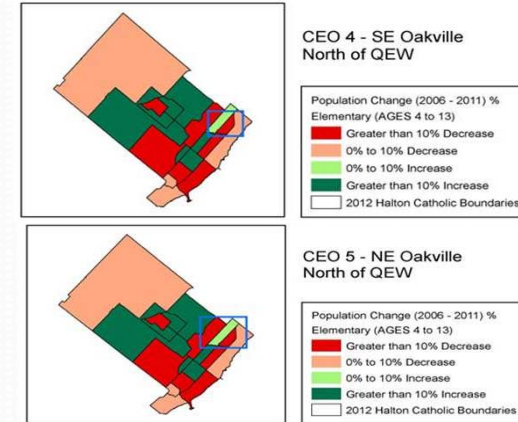 CEO 4 - SE Oakville
North of QEW
Population Change (2006 - 2011) %
Elementary (AGES 4 to 13)
Greater than 10% Decrease
0% to 10% Decrease
0% to 10% Increase
Greater than 10% Increase
2012 Halton Catholic Boundaries
CEO 5 - NE Oakville
North of QEW
Population Change (2006 - 2011) %
Elementary (AGES 4 to 13)
Greater than 10% Decrease
0% to 10% Decrease
0% to 10% Increase
Greater than 10% Increase
2012 Halton Catholic Boundaries